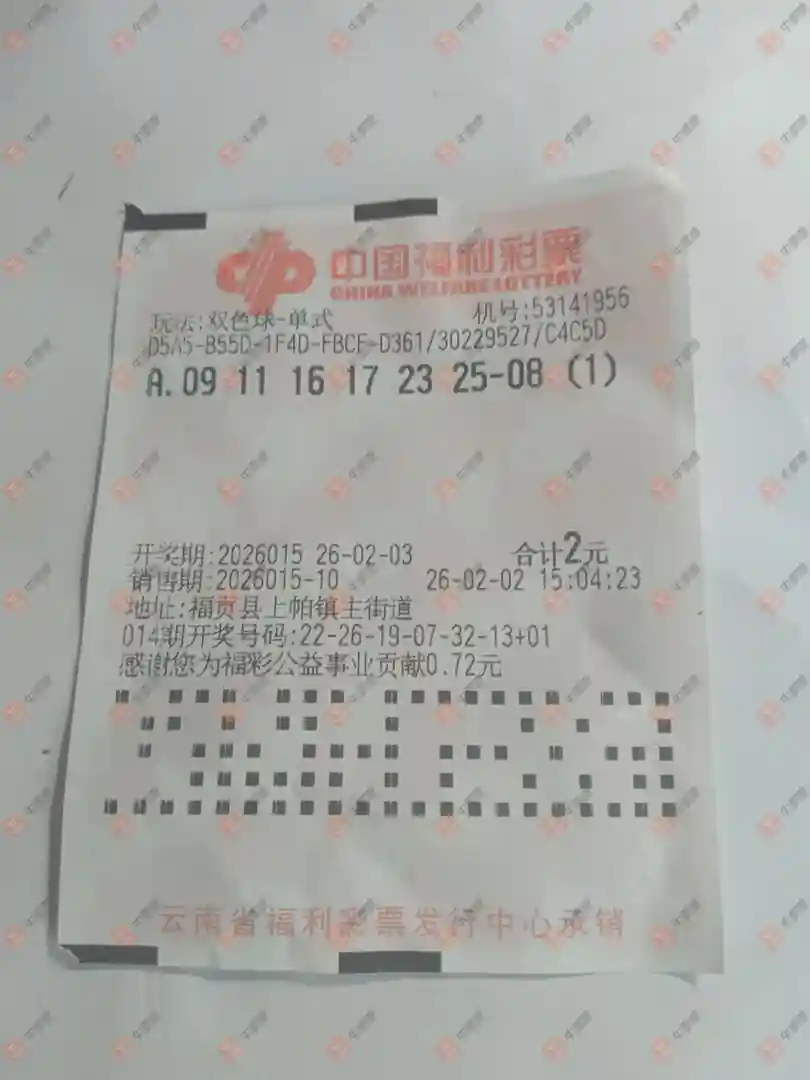 中国福利彩票
CHINA WELFARE LOTTERY
玩法:双色球-单式 机号:53141956
D5A5-B55D-1F4D-FBCF-D361/30229527/C4C5D
A. 09 11 16 17 23 25-08 (1)
开奖期:2026015 26-02-03 合计2元
销售期:2026015-10 26-02-02 15:04:23
地址:福贡县上帕镇主街道
014期开奖号码:22-26-19-07-32-13+01
感谢您为福彩公益事业贡献0.72元
云南省福利彩票发行中心承销